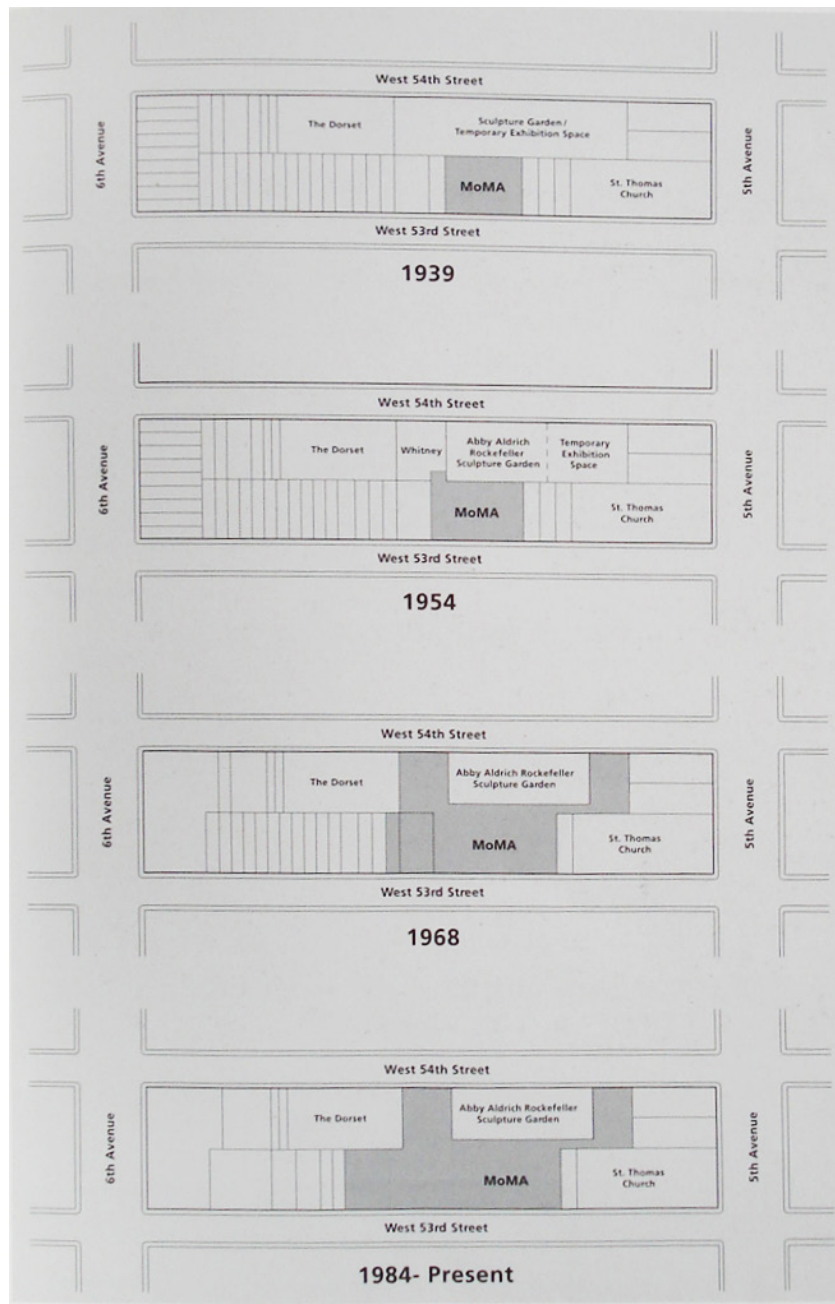 West 54th Street
6th Avenue
The Dorset
Sculpture Garden/
Temporary Exhibition Space
5th Avenue
MoMA
St. Thomas
Church
West 53rd Street
1939
West 54th Street
6th Avenue
The Dorset
Whitney
Abby Aldrich
Rockefeller
Sculpture Garden
Temporary
Exhibition
Space
5th Avenue
MoMA
St. Thomas
Church
West 53rd Street
1954
West 54th Street
6th Avenue
The Dorset
Abby Aldrich Rockefeller
Sculpture Garden
5th Avenue
MoMA
St. Thomas
Church
West 53rd Street
1968
West 54th Street
6th Avenue
The Dorset
Abby Aldrich Rockefeller
Sculpture Garden
5th Avenue
MoMA
St. Thomas
Church
West 53rd Street
1984- Present